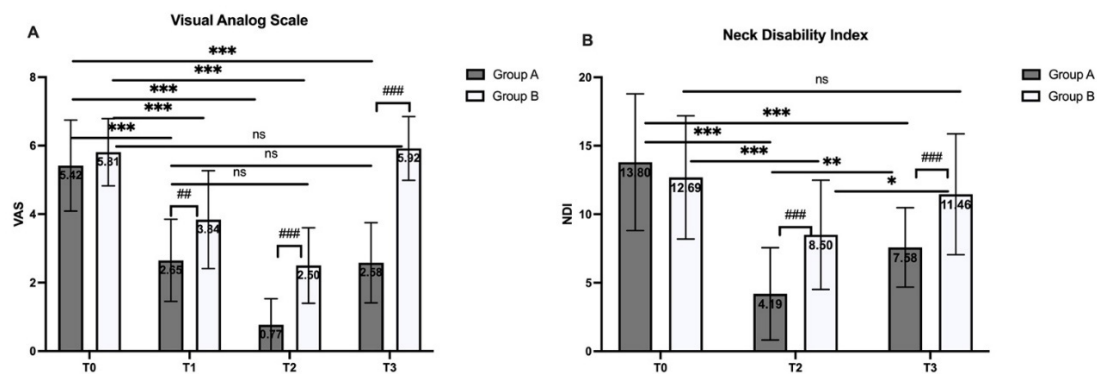 A
Visual Analog Scale
VAS
8
6
4
2
0
***
***
***
***
***
ns
ns
ns
##
###
###
5.42
5.81
2.65
3.84
0.77
2.50
2.58
5.92
T0
T1
T2
T3
Group A
Group B
B
Neck Disability Index
NDI
20
15
10
5
0
ns
***
***
***
**
*
###
###
13.80
12.69
4.19
8.50
7.58
11.46
T0
T2
T3
Group A
Group B